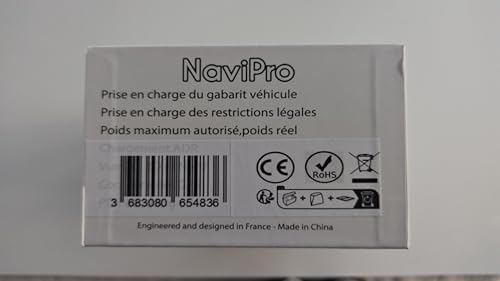 NaviPro
Prise en charge du gabarit véhicule
Prise en charge des restrictions légales
Poids maximum autorisé,poids réel
Chargement ADR
CE
RoHS
3 683080 654836
Engineered and designed in France - Made in China